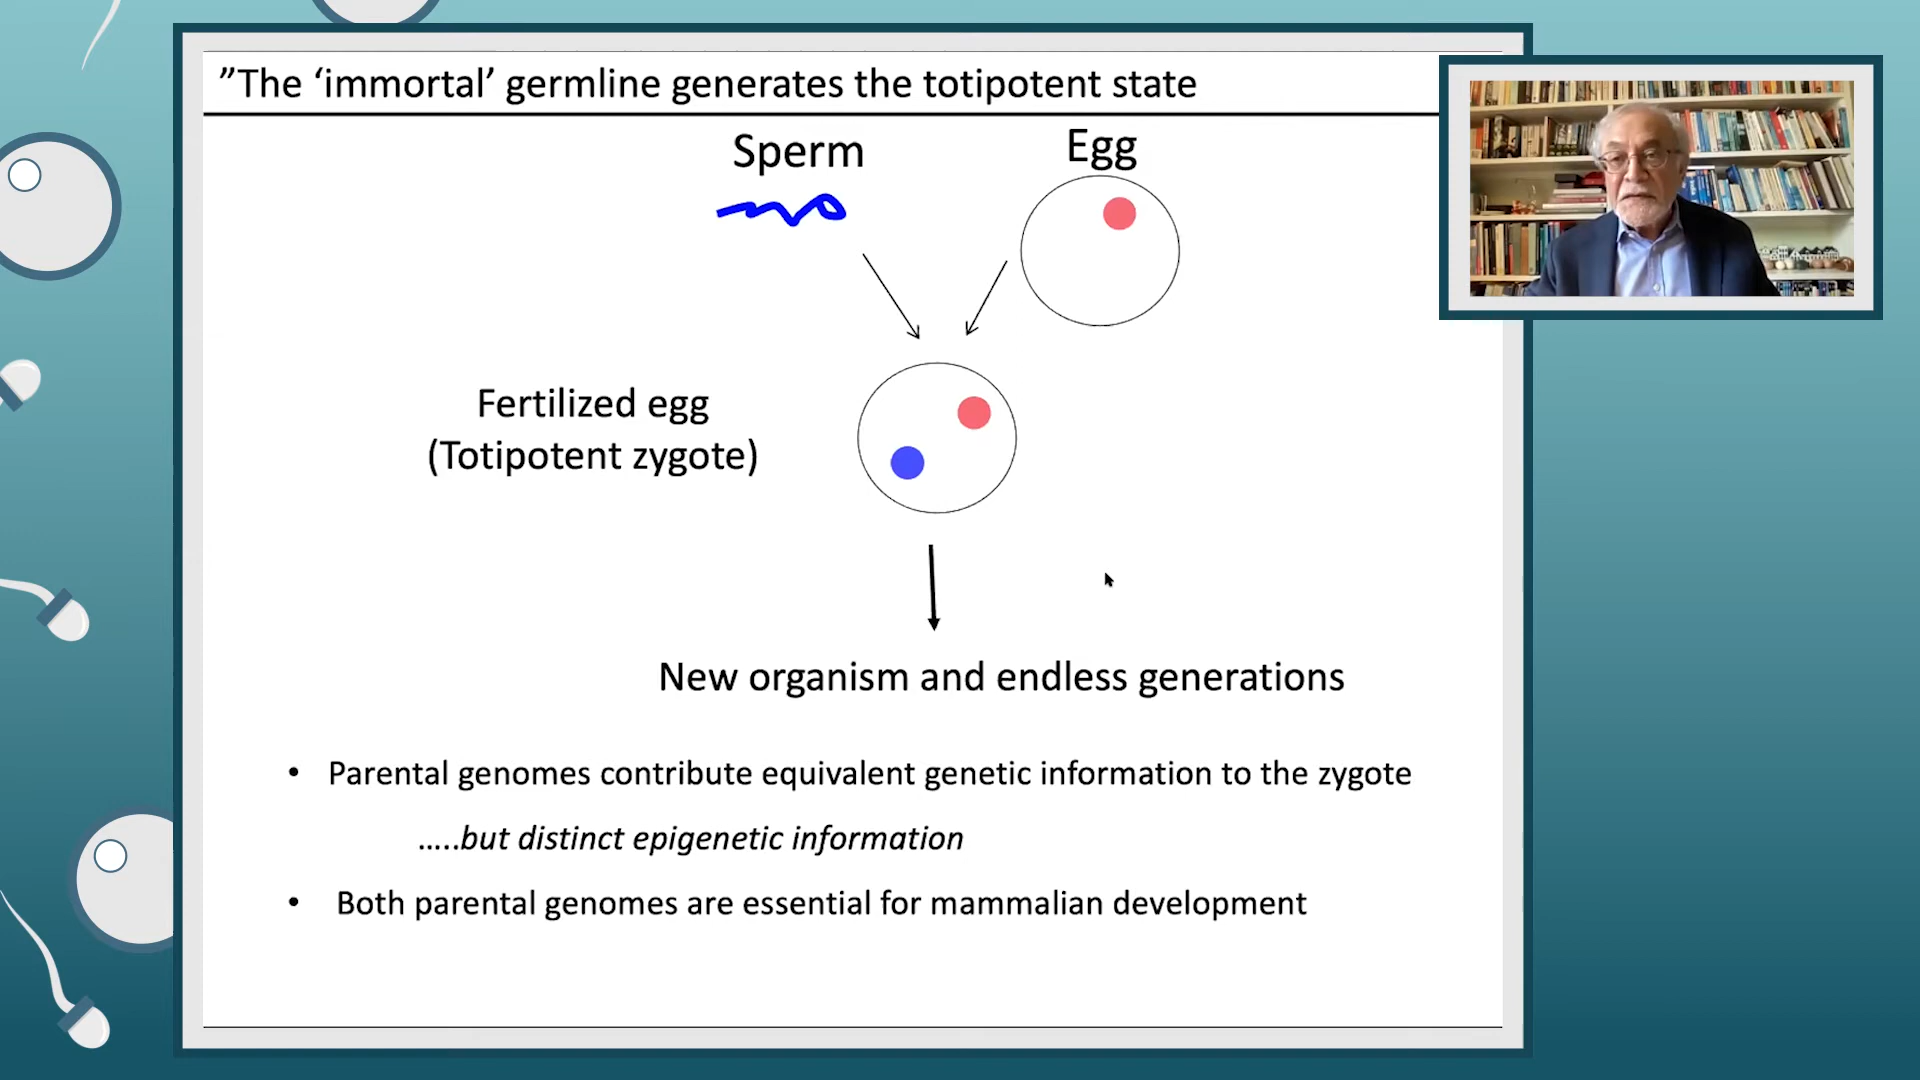 ”The ‘immortal’ germline generates the totipotent state
Sperm
Egg
Fertilized egg
(Totipotent zygote)
New organism and endless generations
• Parental genomes contribute equivalent genetic information to the zygote
…..but distinct epigenetic information
• Both parental genomes are essential for mammalian development